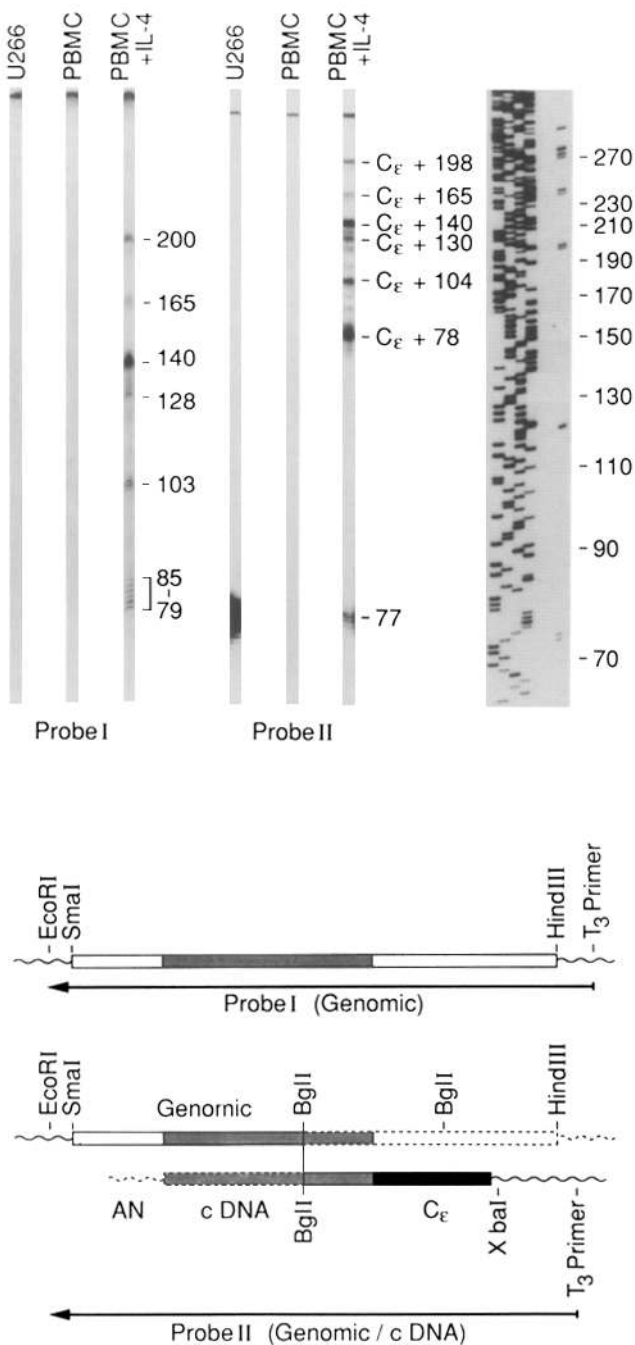 U266
PBMC
PBMC
+IL-4
U266
PBMC
PBMC
+IL-4
- 200
- 165
- 140
- 128
- 103
85
-
79
- Cε + 198
- Cε + 165
- Cε + 140
- Cε + 130
- Cε + 104
- Cε + 78
- 77
- 270
- 230
- 210
- 190
- 170
- 150
- 130
- 110
- 90
- 70
Probe I
Probe II
EcoRI
SmaI
HindIII
T3 Primer
Probe I (Genomic)
EcoRI
SmaI
Genornic
BglI
BglI
HindIII
AN
c DNA
BglI
Cε
X baI
T3 Primer
Probe II (Genomic / c DNA)